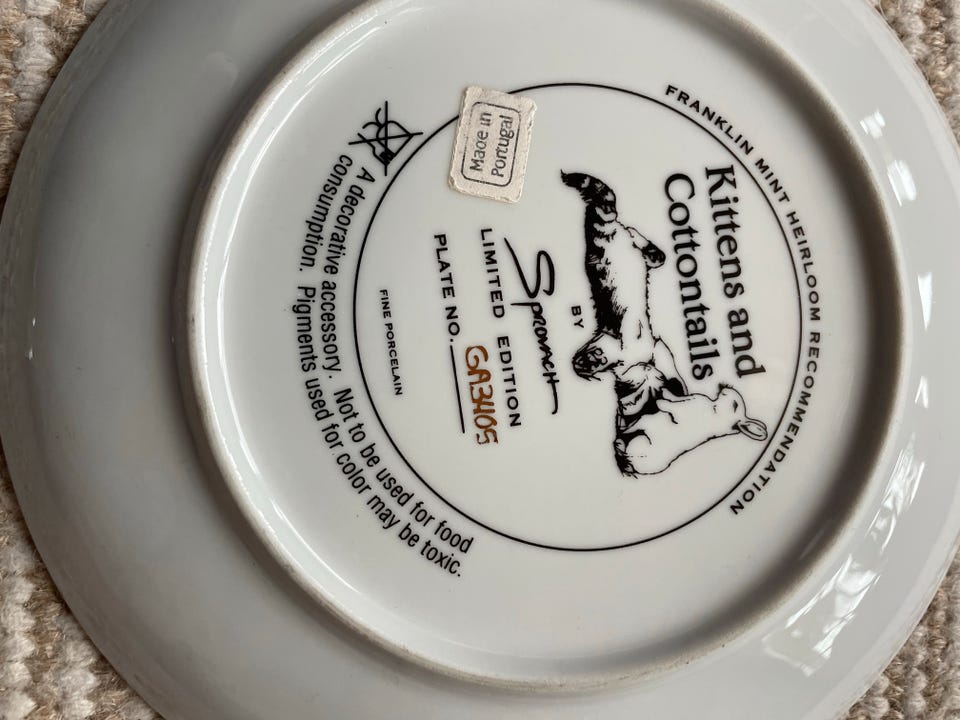 FRANKLIN MINT HEIRLOOM RECOMMENDATION
Kittens and
Cottontails
BY
Spromch
LIMITED EDITION
PLATE NO. GA3405
Made in
Portugal
FINE PORCELAIN
A decorative accessory. Not to be used for food
consumption. Pigments used for color may be toxic.